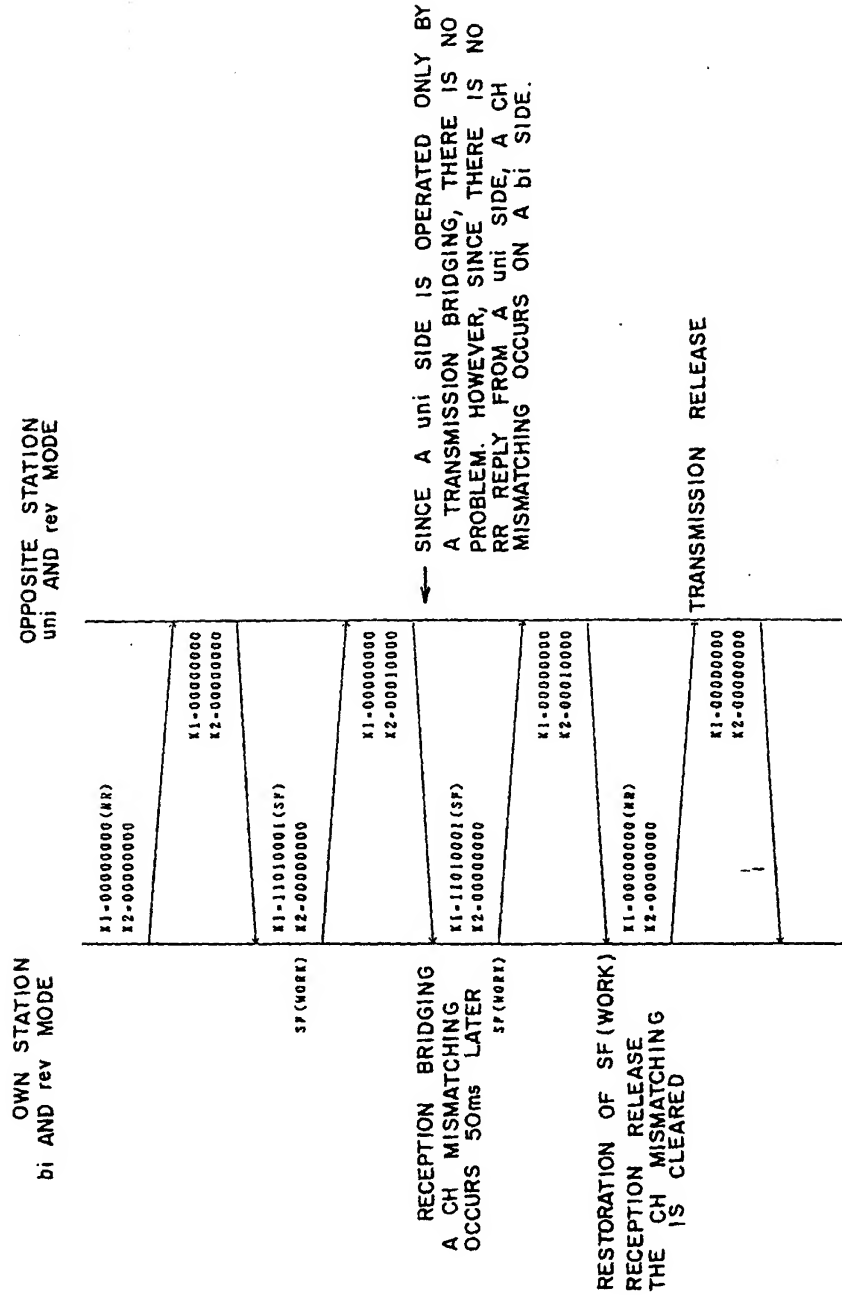 OWN STATION
bi AND rev MODE
OPPOSITE STATION
uni AND rev MODE
K1-00000000(NR)
K2-00000000
K1-00000000
K2-00000000
K1-11010001(SF)
K2-00000000
SF(WORK)
K1-00000000
K2-00010000
← SINCE A uni SIDE IS OPERATED ONLY BY
A TRANSMISSION BRIDGING, THERE IS NO
PROBLEM. HOWEVER, SINCE THERE IS NO
RR REPLY FROM A uni SIDE, A CH
MISMATCHING OCCURS ON A bi SIDE.
RECEPTION BRIDGING
A CH MISMATCHING
OCCURS 50ms LATER
K1-11010001(SF)
K2-00000000
SF(WORK)
K1-00000000
K2-00010000
RESTORATION OF SF(WORK)
RECEPTION RELEASE
THE CH MISMATCHING
IS CLEARED
K1-00000000(NR)
K2-00000000
TRANSMISSION RELEASE
K1-00000000
K2-00000000